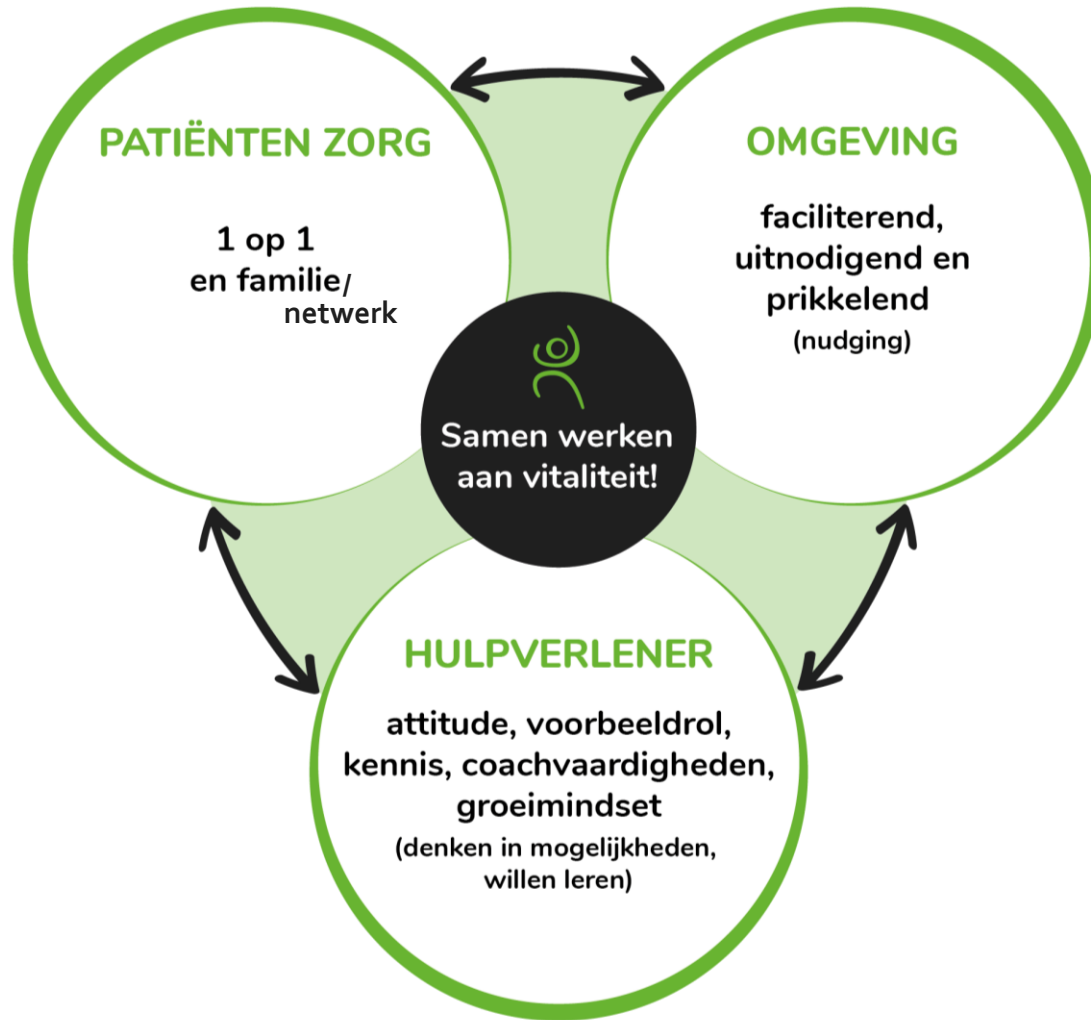 PATIËNTEN ZORG
1 op 1
en familie/
netwerk
OMGEVING
faciliterend,
uitnodigend en
prikkelend
(nudging)
Samen werken
aan vitaliteit!
HULPVERLENER
attitude, voorbeeldrol,
kennis, coachvaardigheden,
groeimindset
(denken in mogelijkheden,
willen leren)